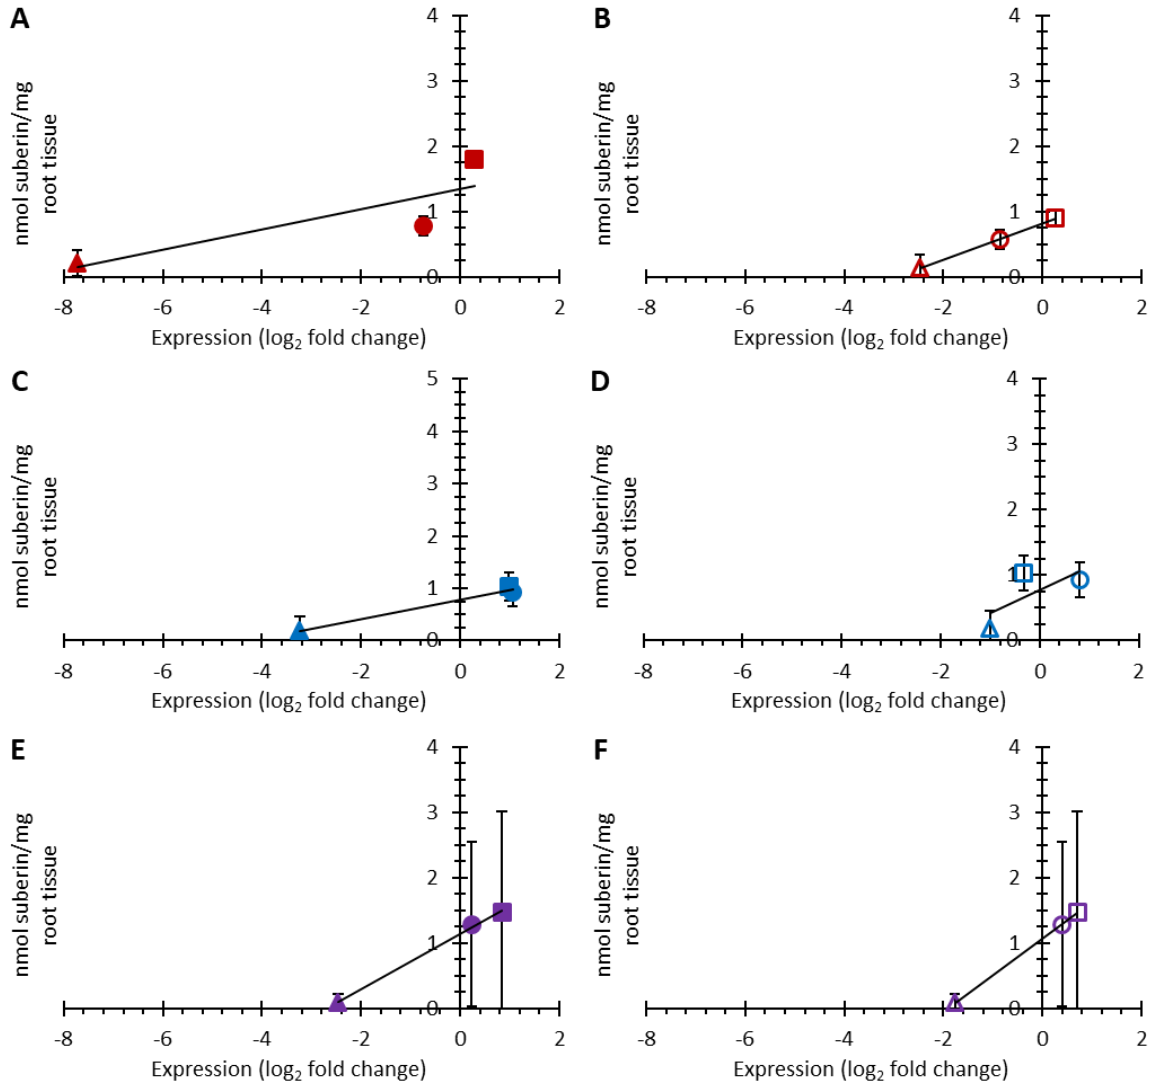 A
nmol suberin/mg
root tissue
4
3
2
1
0
-8 -6 -4 -2 0 2
Expression (log₂ fold change)
B
nmol suberin/mg
root tissue
4
3
2
1
0
-8 -6 -4 -2 0 2
Expression (log₂ fold change)
C
nmol suberin/mg
root tissue
5
4
3
2
1
0
-8 -6 -4 -2 0 2
Expression (log₂ fold change)
D
nmol suberin/mg
root tissue
4
3
2
1
0
-8 -6 -4 -2 0 2
Expression (log₂ fold change)
E
nmol suberin/mg
root tissue
4
3
2
1
0
-8 -6 -4 -2 0 2
Expression (log₂ fold change)
F
nmol suberin/mg
root tissue
4
3
2
1
0
-8 -6 -4 -2 0 2
Expression (log₂ fold change)